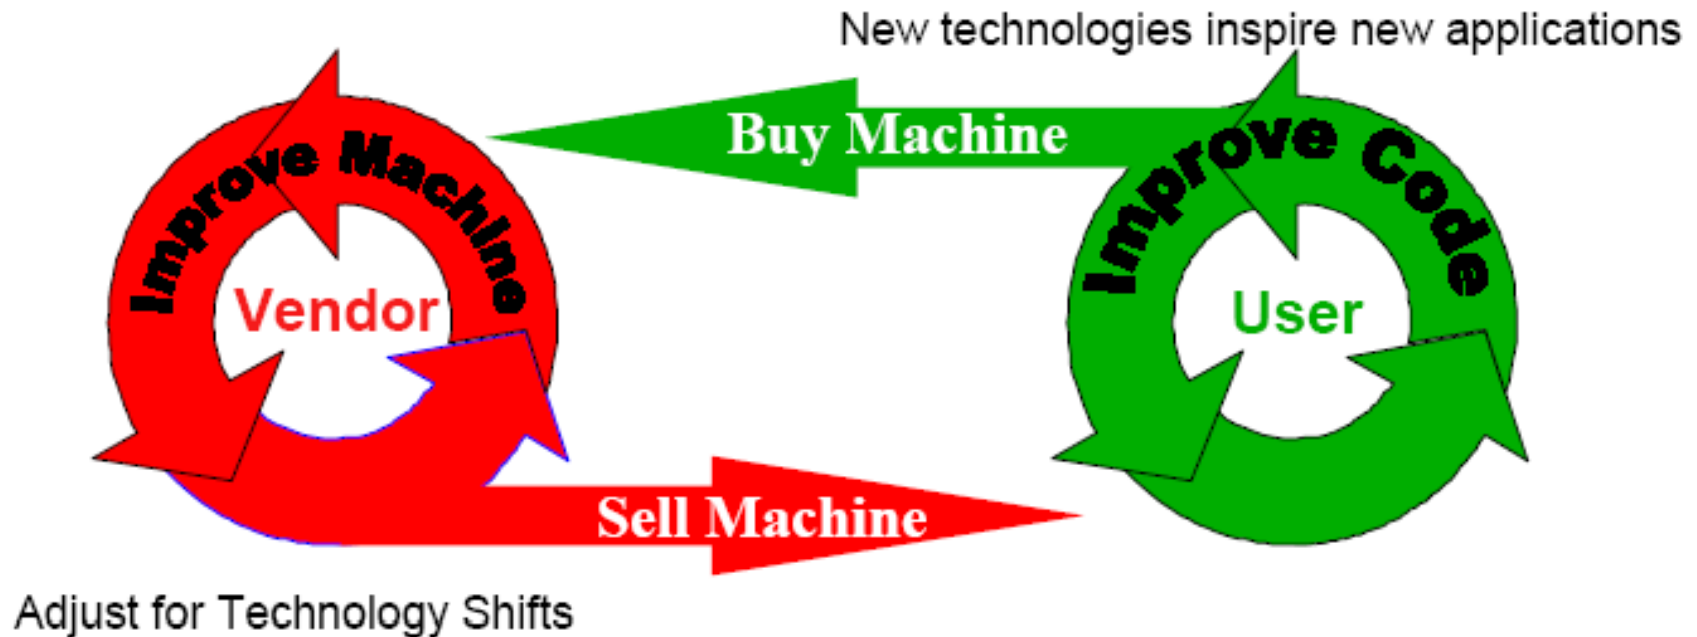 New technologies inspire new applications
Buy Machine
Improve Machine
Improve Code
Vendor
User
Sell Machine
Adjust for Technology Shifts